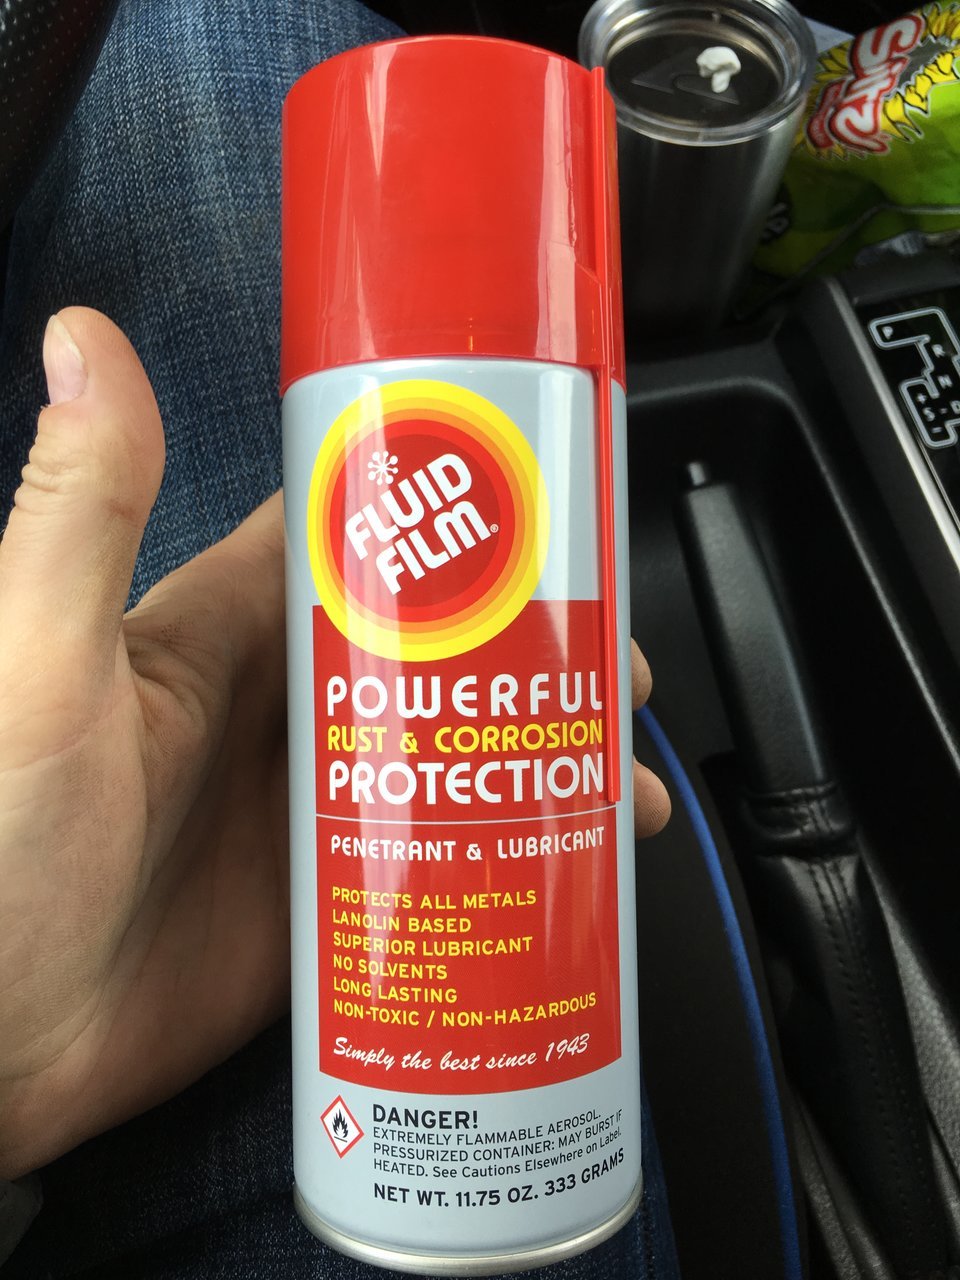 FLUID
FILM®
POWERFUL
RUST & CORROSION
PROTECTION
PENETRANT & LUBRICANT
PROTECTS ALL METALS
LANOLIN BASED
SUPERIOR LUBRICANT
NO SOLVENTS
LONG LASTING
NON-TOXIC / NON-HAZARDOUS
Simply the best since 1943
DANGER!
EXTREMELY FLAMMABLE AEROSOL.
PRESSURIZED CONTAINER: MAY BURST IF
HEATED. See Cautions Elsewhere on Label.
NET WT. 11.75 OZ. 333 GRAMS